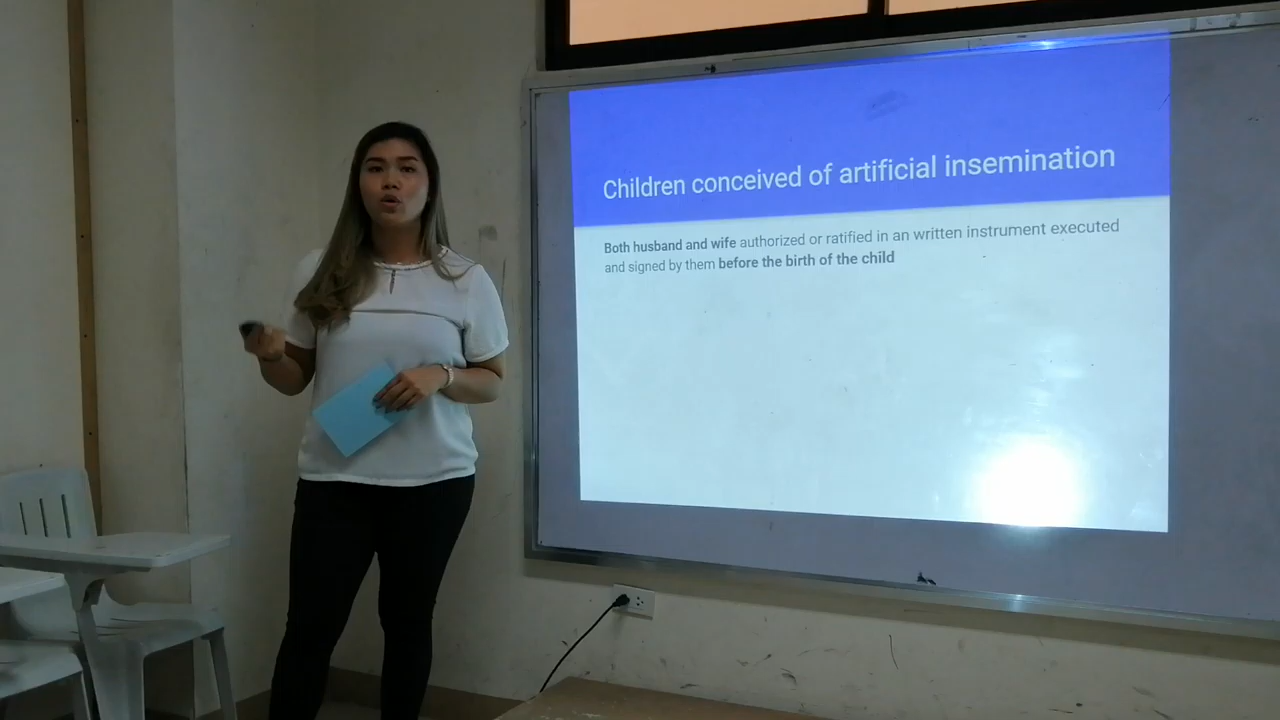 Children conceived of artificial insemination
Both husband and wife authorized or ratified in an written instrument executed
and signed by them before the birth of the child